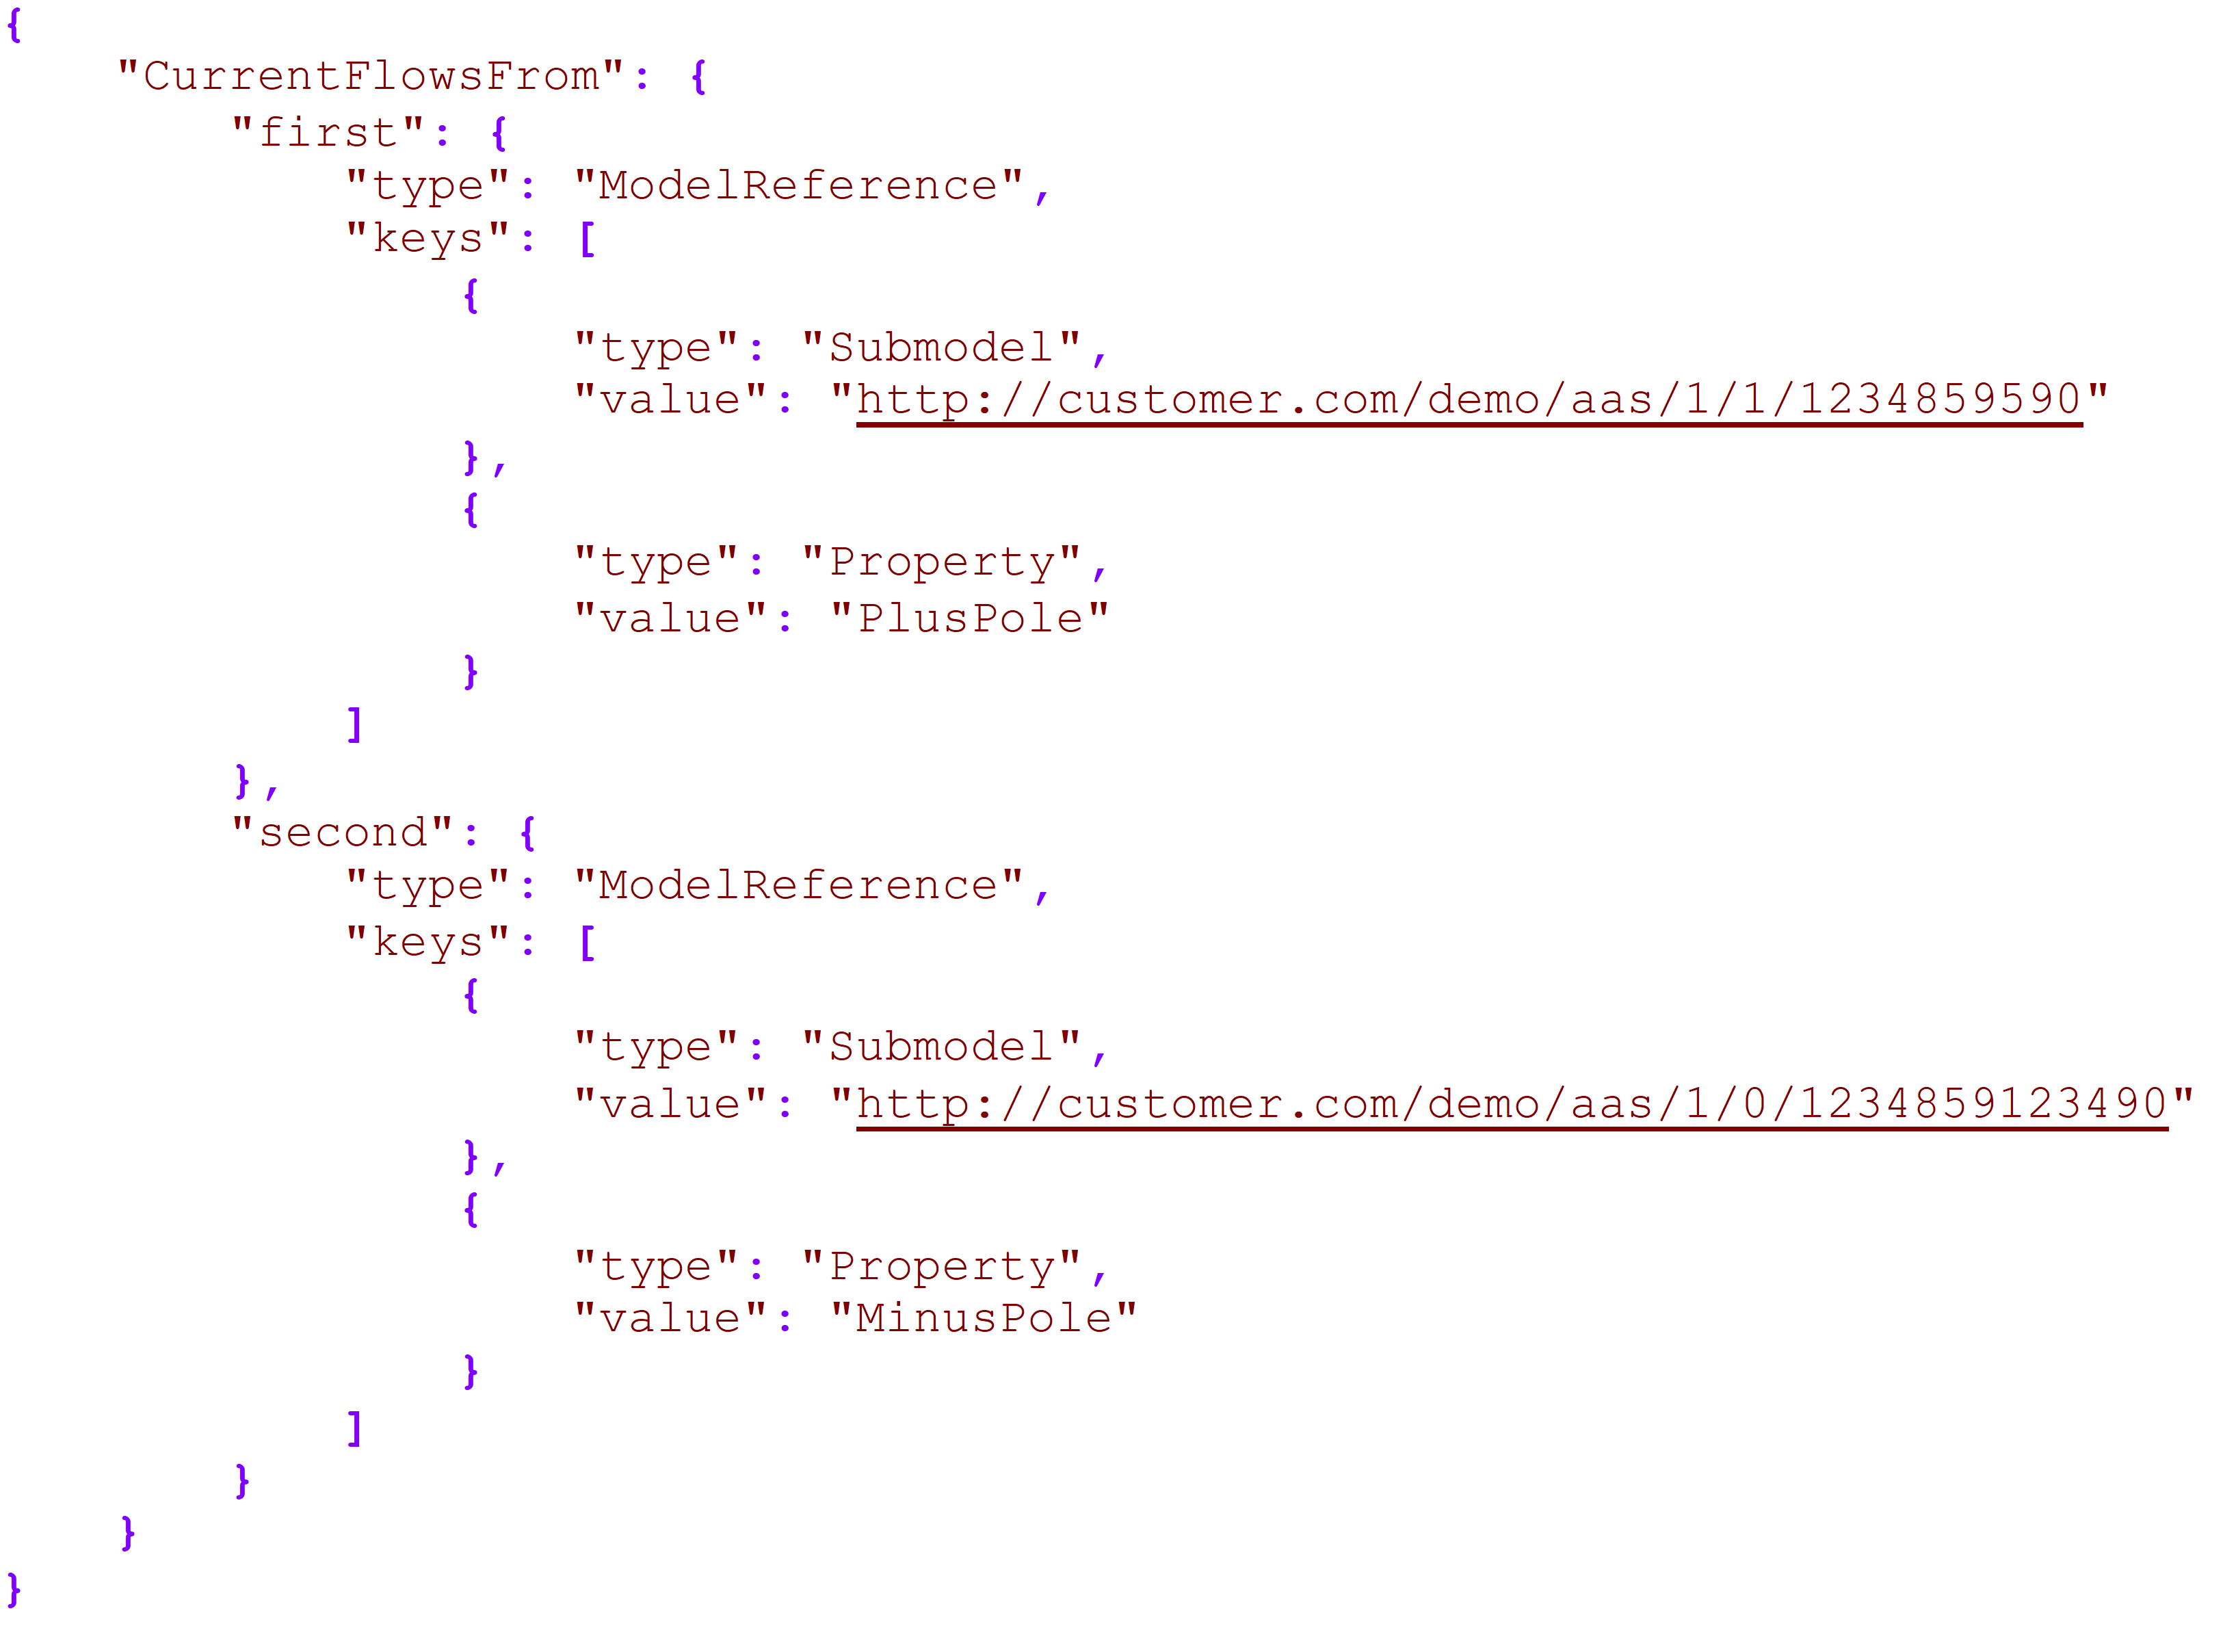 {
    "CurrentFlowsFrom": {
        "first": {
            "type": "ModelReference",
            "keys": [
                {
                    "type": "Submodel",
                    "value": "http://customer.com/demo/aas/1/1/1234859590"
                },
                {
                    "type": "Property",
                    "value": "PlusPole"
                }
            ]
        },
        "second": {
            "type": "ModelReference",
            "keys": [
                {
                    "type": "Submodel",
                    "value": "http://customer.com/demo/aas/1/0/1234859123490"
                },
                {
                    "type": "Property",
                    "value": "MinusPole"
                }
            ]
        }
    }
}